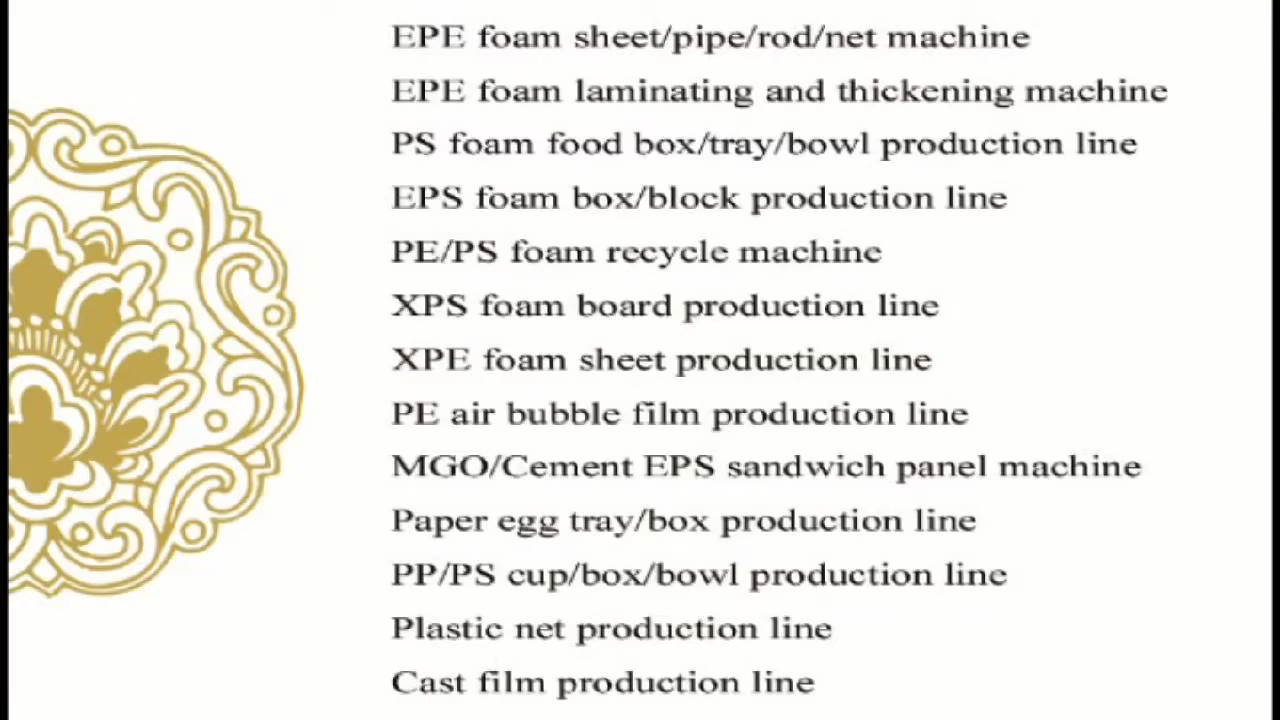 EPE foam sheet/pipe/rod/net machine
EPE foam laminating and thickening machine
PS foam food box/tray/bowl production line
EPS foam box/block production line
PE/PS foam recycle machine
XPS foam board production line
XPE foam sheet production line
PE air bubble film production line
MGO/Cement EPS sandwich panel machine
Paper egg tray/box production line
PP/PS cup/box/bowl production line
Plastic net production line
Cast film production line